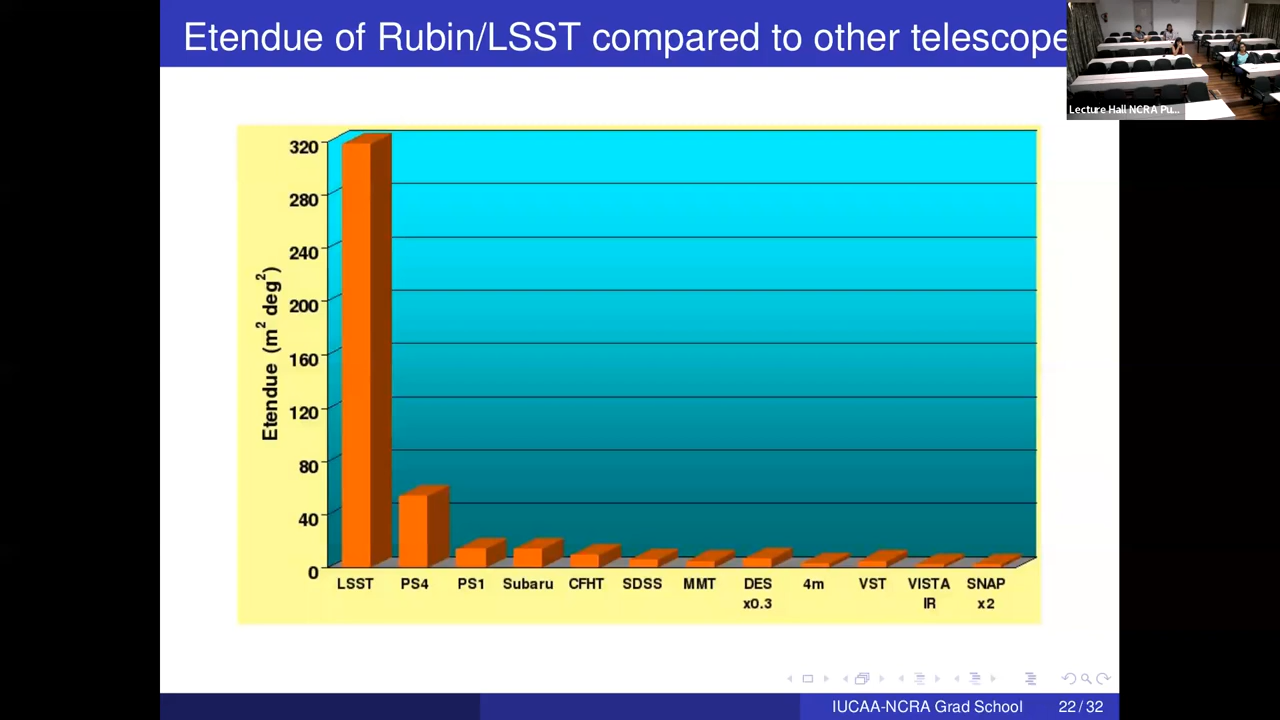 Etendue of Rubin/LSST compared to other telescope
Lecture Hall NCRA Pu...
320
280
240
200
160
120
80
40
0
Etendue (m² deg²)
LSST PS4 PS1 Subaru CFHT SDSS MMT DES 4m VST VISTA SNAP
x0.3 IR x2
IUCAA-NCRA Grad School 22/32